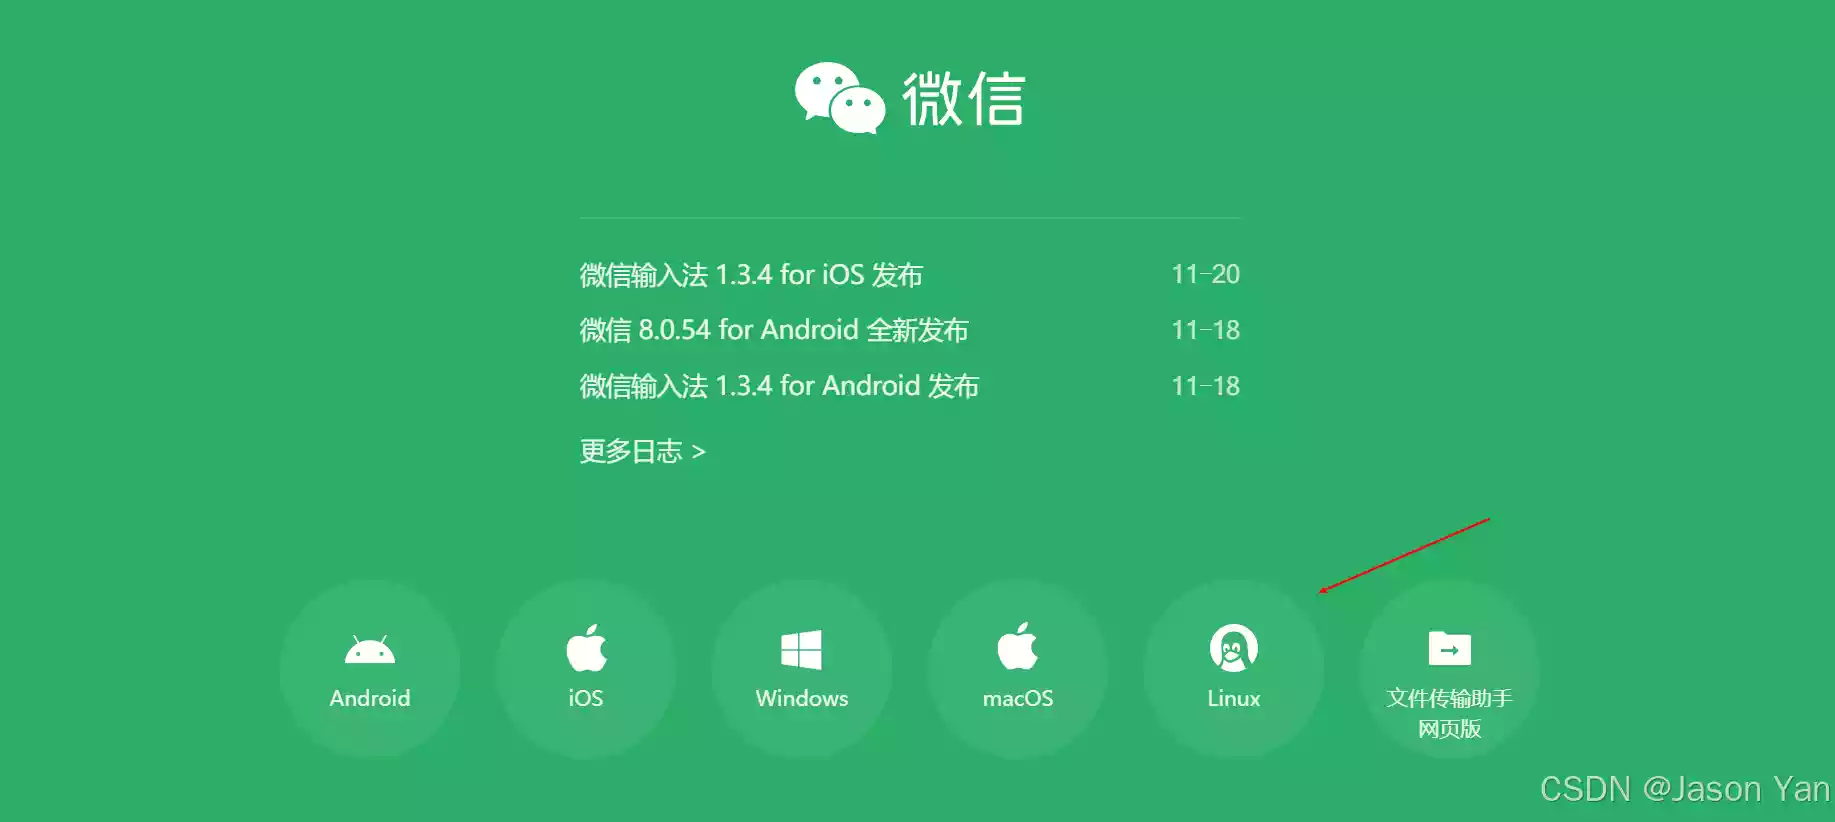 微信
微信输入法 1.3.4 for iOS 发布 11-20
微信 8.0.54 for Android 全新发布 11-18
微信输入法 1.3.4 for Android 发布 11-18
更多日志 >
Android
iOS
Windows
macOS
Linux
文件传输助手
网页版
CSDN @Jason Yan